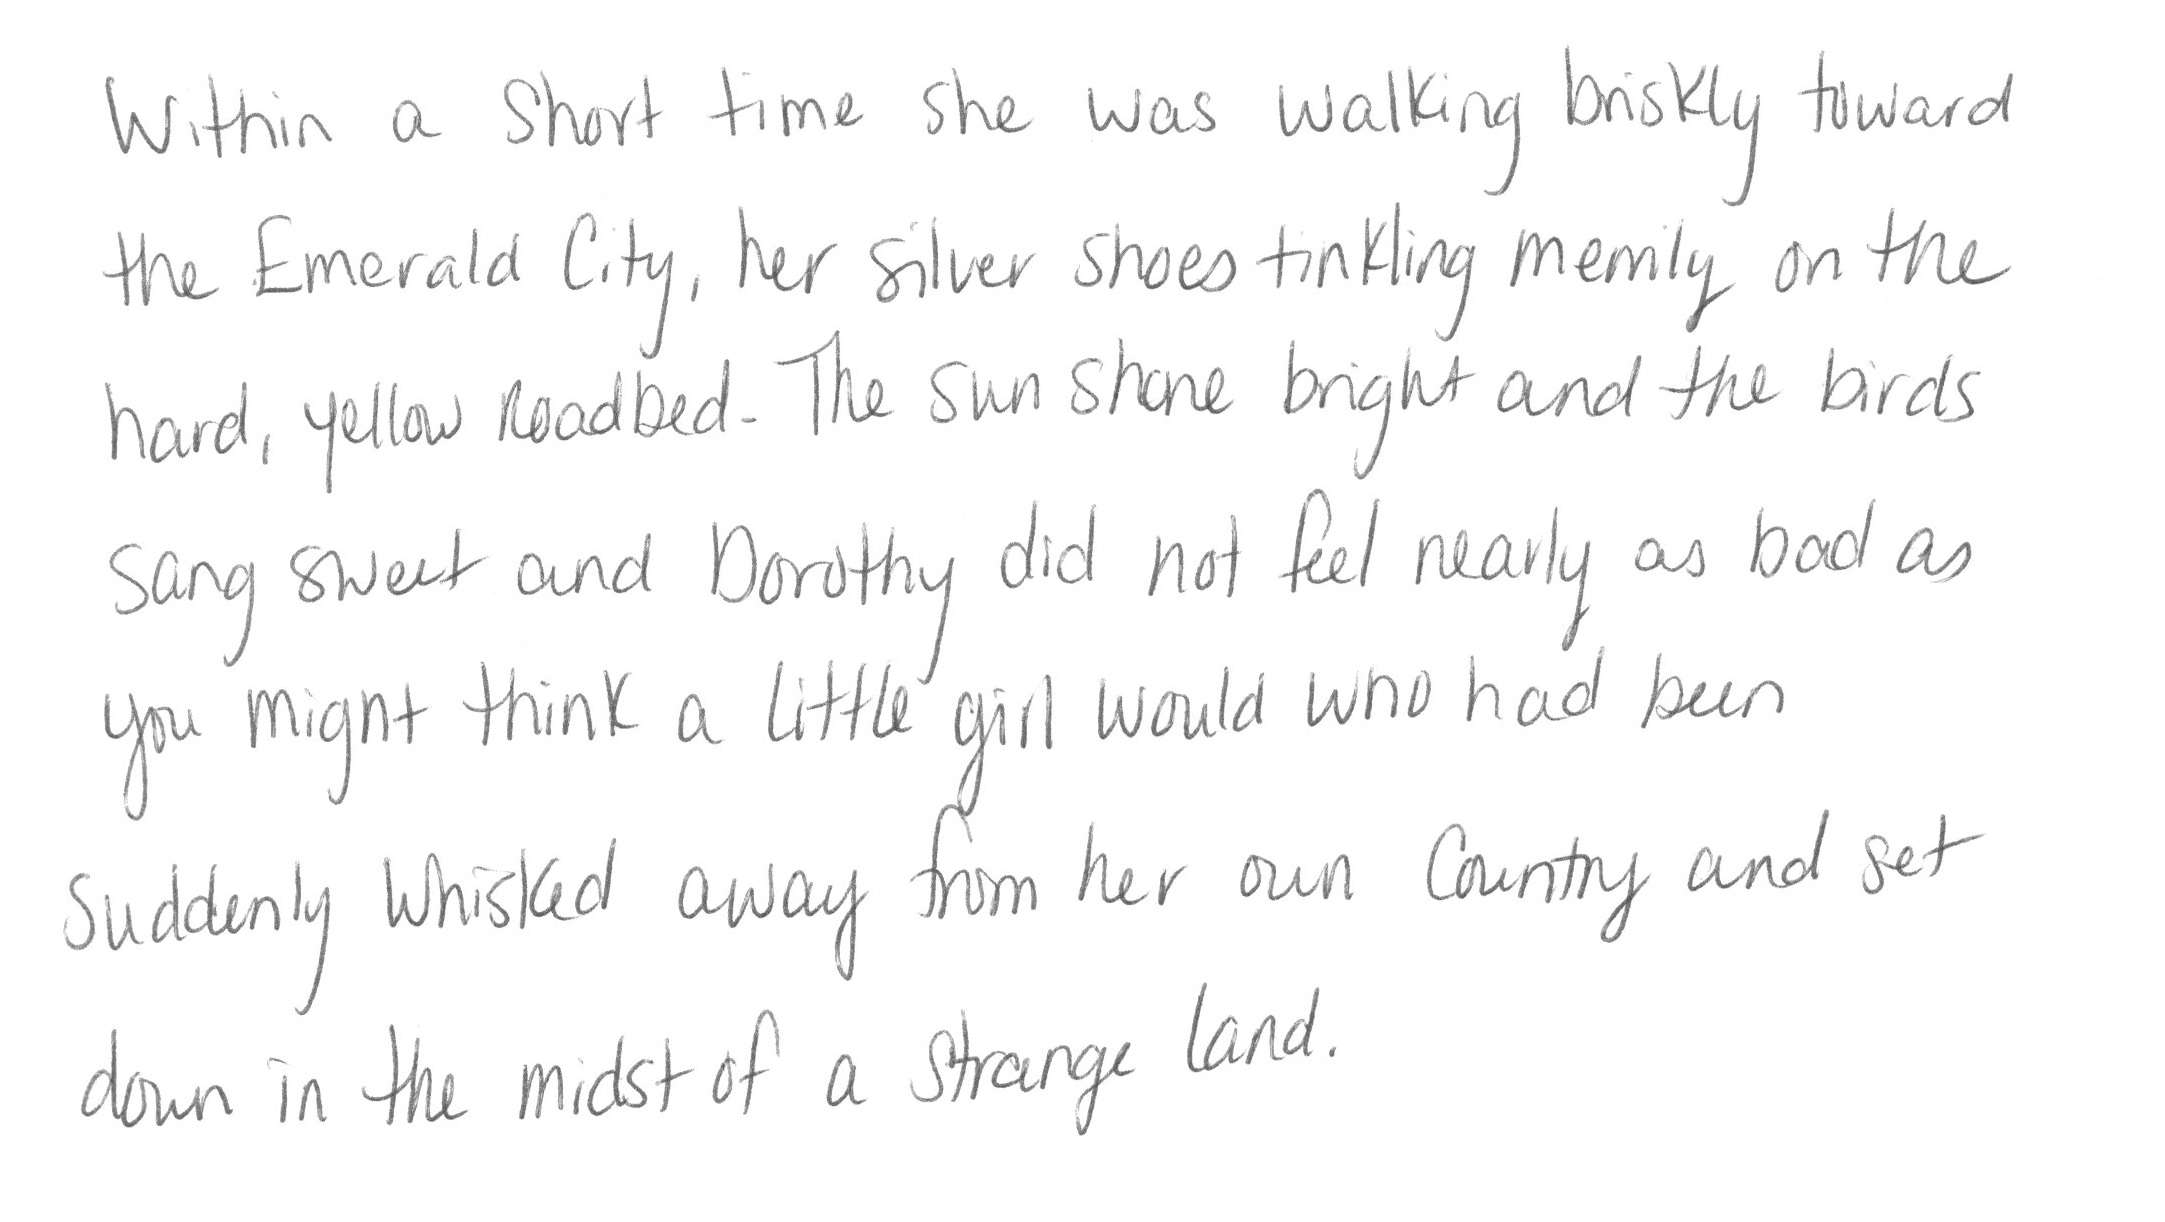 Within a short time she was walking briskly toward
the Emerald City, her silver shoes tinkling merrily on the
hard, yellow roadbed. The sun shone bright and the birds
sang sweet and Dorothy did not feel nearly as bad as
you might think a little girl would who had been
suddenly whisked away from her own country and set
down in the midst of a strange land.